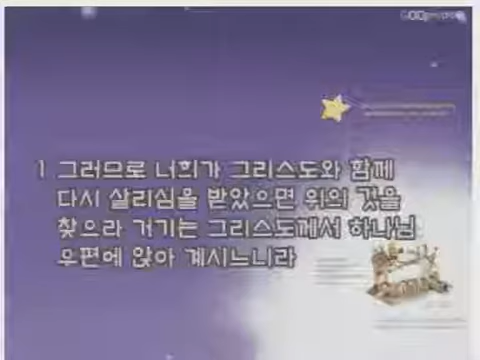 1 그러므로 너희가 그리스도와 함께
다시 살리심을 받았으면 위의 것을
찾으라 거기는 그리스도께서 하나님
우편에 앉아 계시느니라